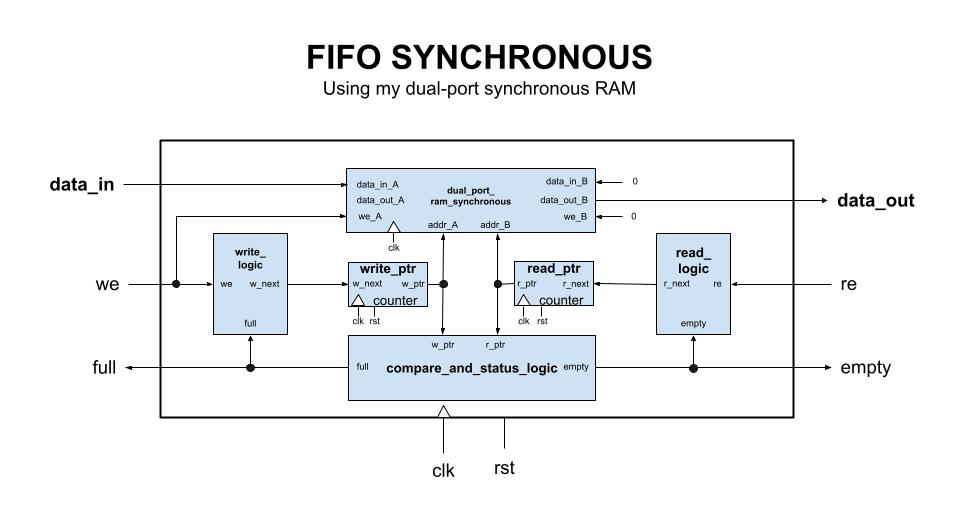 FIFO SYNCHRONOUS
Using my dual-port synchronous RAM
data_in
data_in_A
data_out_A
we_A
dual_port_
ram_synchronous
data_in_B
data_out_B
we_B
0
0
data_out
addr_A
addr_B
clk
we
write_
logic
we
w_next
full
write_ptr
w_next
w_ptr
counter
clk
rst
read_ptr
r_ptr
r_next
counter
clk
rst
read_
logic
r_next
re
empty
re
full
w_ptr
r_ptr
full
compare_and_status_logic
empty
empty
clk
rst